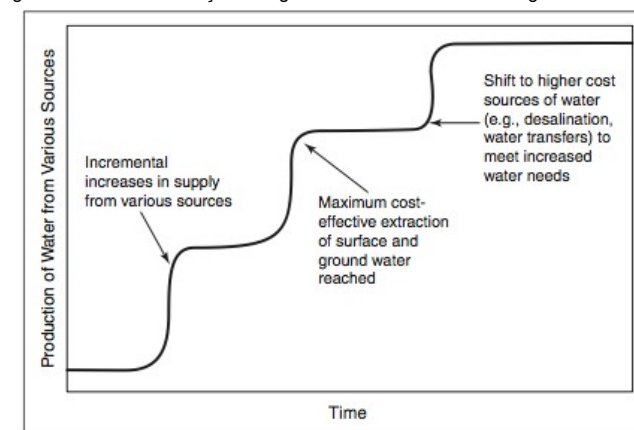 Production of Water from Various Sources
Incremental
increases in supply
from various sources
Maximum cost-
effective extraction
of surface and
ground water
reached
Shift to higher cost
sources of water
(e.g., desalination,
water transfers) to
meet increased
water needs
Time